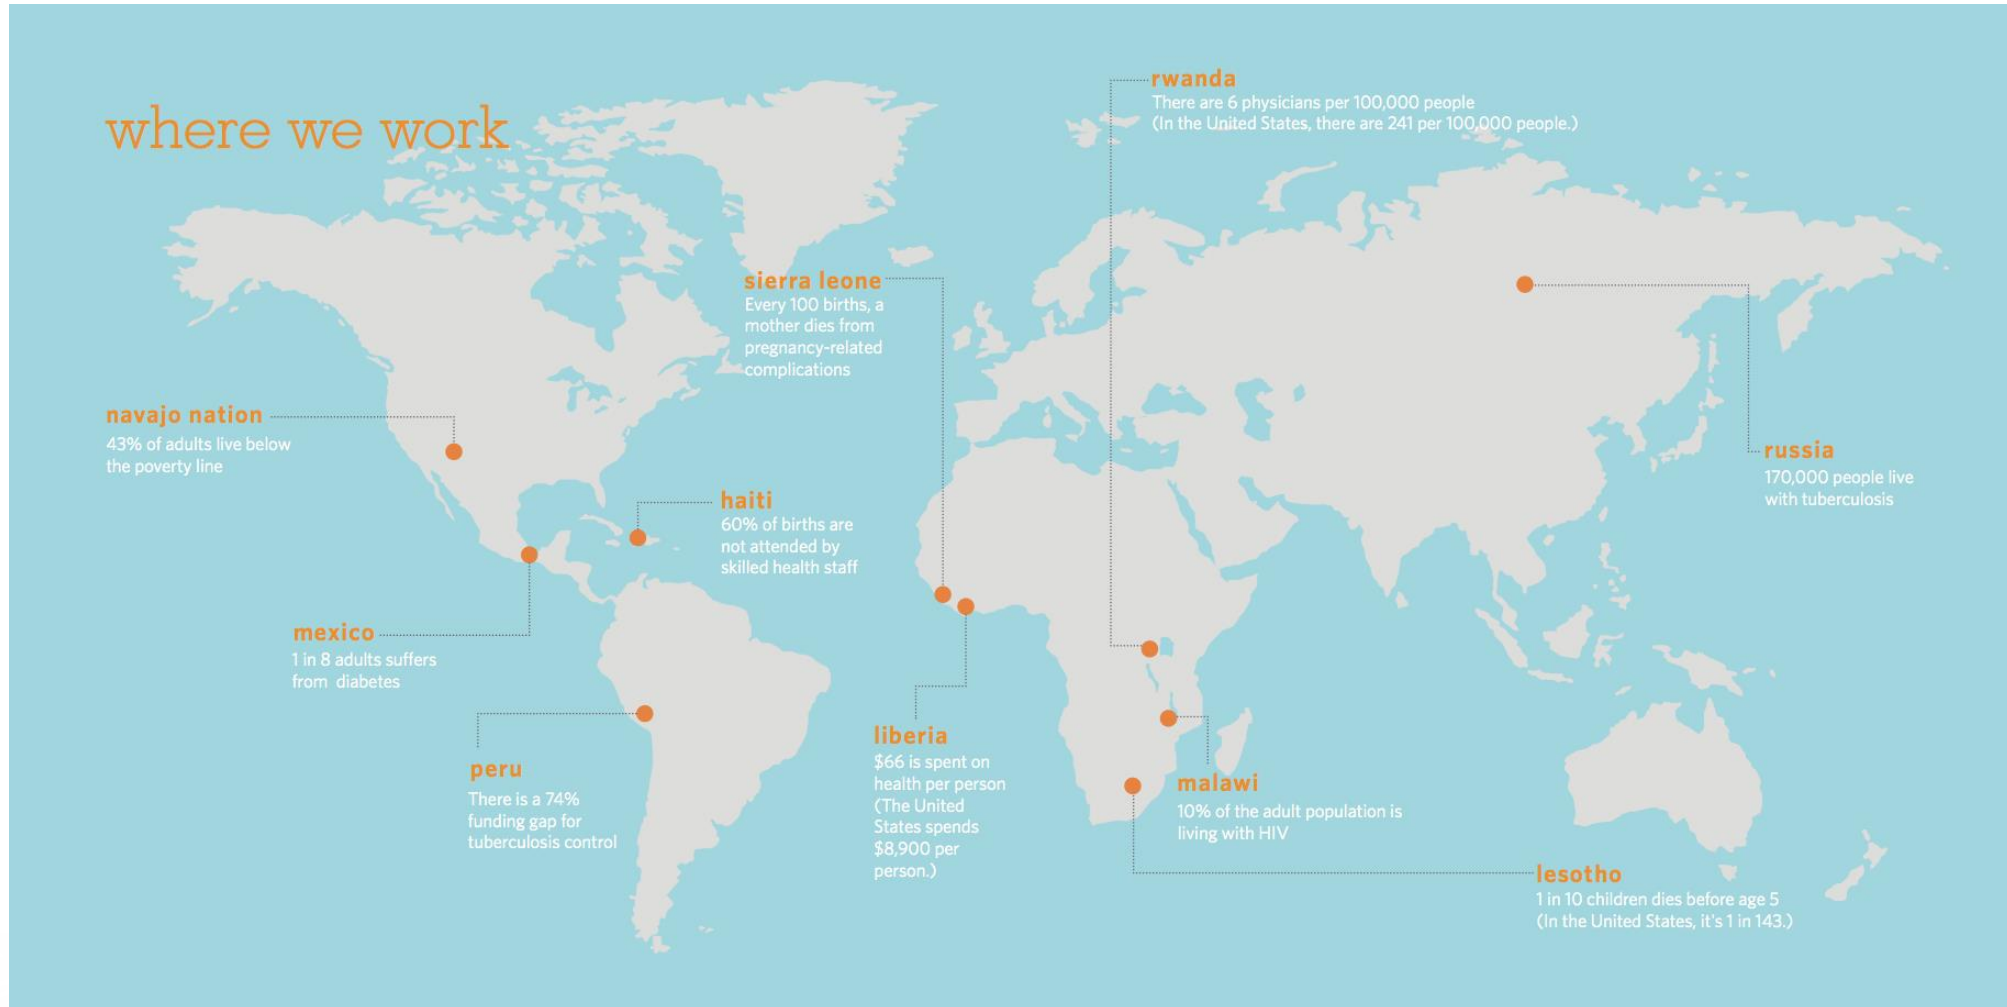 where we work
rwanda
There are 6 physicians per 100,000 people
(In the United States, there are 241 per 100,000 people.)
sierra leone
Every 100 births, a
mother dies from
pregnancy-related
complications
navajo nation
43% of adults live below
the poverty line
russia
170,000 people live
with tuberculosis
haiti
60% of births are
not attended by
skilled health staff
mexico
1 in 8 adults suffers
from diabetes
peru
There is a 74%
funding gap for
tuberculosis control
liberia
$66 is spent on
health per person
(The United
States spends
$8,900 per
person.)
malawi
10% of the adult population is
living with HIV
lesotho
1 in 10 children dies before age 5
(In the United States, it's 1 in 143.)